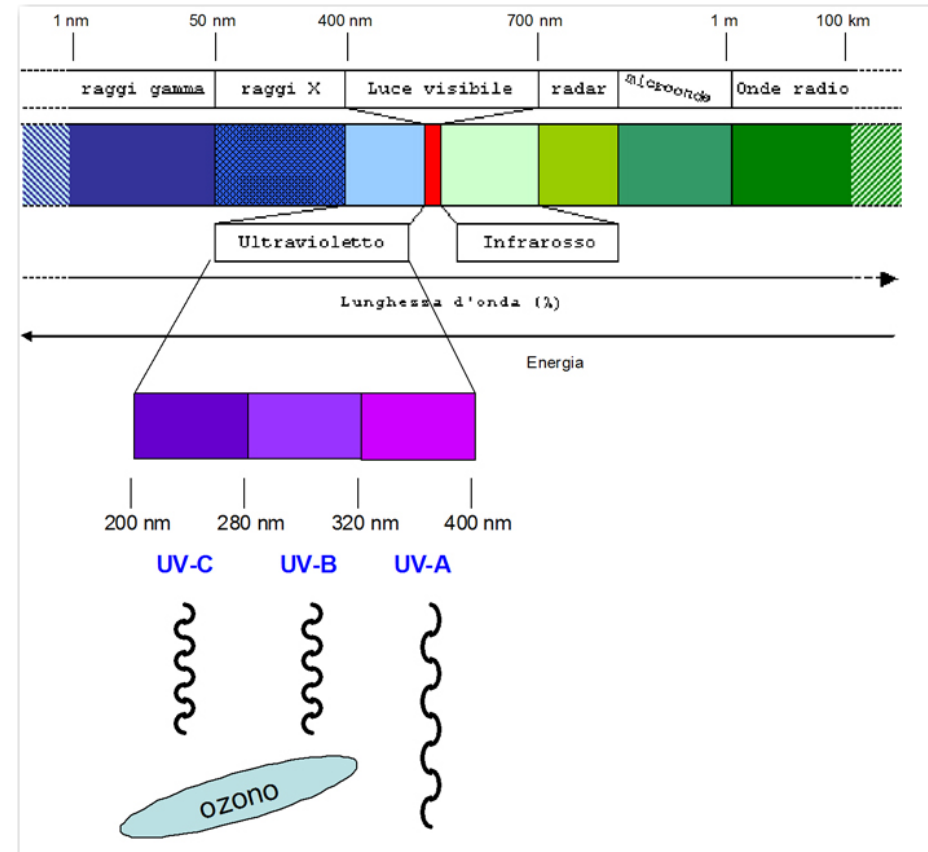 1 nm 50 nm 400 nm 700 nm 1 m 100 km
raggi gamma raggi X Luce visibile radar microonde Onde radio
Ultravioletto Infrarosso
Lunghessa d'onda (λ)
Energia
200 nm 280 nm 320 nm 400 nm
UV-C UV-B UV-A
ozono